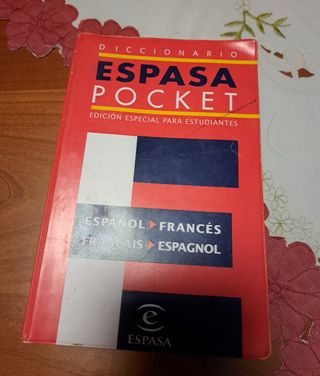 DICCIONARIO
ESPASA
POCKET
EDICIÓN ESPECIAL PARA ESTUDIANTES
ESPAÑOL ▶ FRANCÉS
FRANÇAIS ▶ ESPAGNOL
e
ESPASA